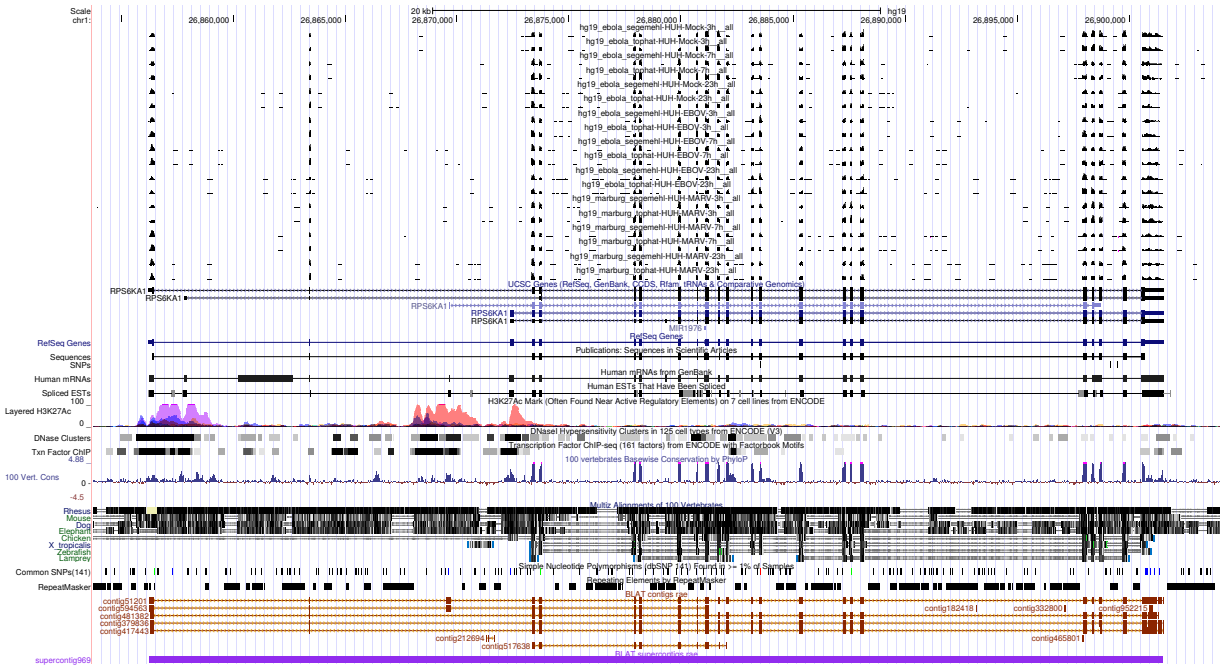 Scale 20 kb hg19
chr1: 26,860,000 26,865,000 26,870,000 26,875,000 26,880,000 26,885,000 26,890,000 26,895,000 26,900,000
hg19_ebola_segemehl-HUH-Mock-3h__all
hg19_ebola_tophat-HUH-Mock-3h__all
hg19_ebola_segemehl-HUH-Mock-7h__all
hg19_ebola_tophat-HUH-Mock-7h__all
hg19_ebola_segemehl-HUH-Mock-23h__all
hg19_ebola_tophat-HUH-Mock-23h__all
hg19_ebola_segemehl-HUH-EBOV-3h__all
hg19_ebola_tophat-HUH-EBOV-3h__all
hg19_ebola_segemehl-HUH-EBOV-7h__all
hg19_ebola_tophat-HUH-EBOV-7h__all
hg19_ebola_segemehl-HUH-EBOV-23h__all
hg19_ebola_tophat-HUH-EBOV-23h__all
hg19_marburg_segemehl-HUH-MARV-3h__all
hg19_marburg_tophat-HUH-MARV-3h__all
hg19_marburg_segemehl-HUH-MARV-7h__all
hg19_marburg_tophat-HUH-MARV-7h__all
hg19_marburg_segemehl-HUH-MARV-23h__all
hg19_marburg_tophat-HUH-MARV-23h__all
UCSC Genes (RefSeq, GenBank, CCDS, Rfam, tRNAs & Comparative Genomics)
RPS6KA1
RPS6KA1
RPS6KA1
RPS6KA1
RPS6KA1
MIR1976
RefSeq Genes
RefSeq Genes
Publications: Sequences in Scientific Articles
Sequences
SNPs
Human mRNAs from GenBank
Human mRNAs
Human ESTs That Have Been Spliced
Spliced ESTs
H3K27Ac Mark (Often Found Near Active Regulatory Elements) on 7 cell lines from ENCODE
100
Layered H3K27Ac
0
DNaseI Hypersensitivity Clusters in 125 cell types from ENCODE (V3)
DNase Clusters
Transcription Factor ChIP-seq (161 factors) from ENCODE with Factorbook Motifs
Txn Factor ChIP
100 vertebrates Basewise Conservation by PhyloP
4.88
100 Vert. Cons
0
-4.5
Multiz Alignments of 100 Vertebrates
Rhesus
Mouse
Dog
Elephant
Chicken
X_tropicalis
Zebrafish
Lamprey
Simple Nucleotide Polymorphisms (dbSNP 141) Found in >= 1% of Samples
Common SNPs(141)
Repeating Elements by RepeatMasker
RepeatMasker
BLAT contigs rae
contig51201
contig594563 contig182418 contig332800 contig952215
contig481382
contig379836
contig417443
contig212694 contig465801
contig517638
BLAT supercontigs rae
supercontig969